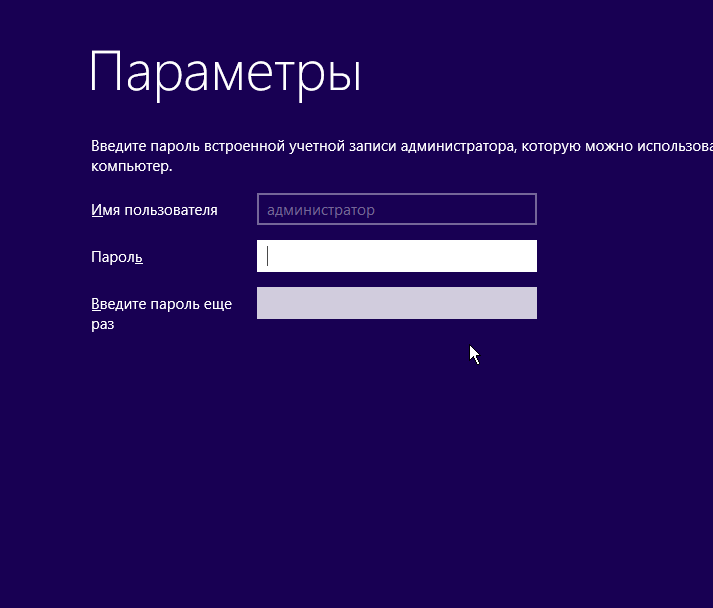 Параметры
Введите пароль встроенной учетной записи администратора, которую можно использова
компьютер.
Имя пользователя
администратор
Пароль
Введите пароль еще
раз